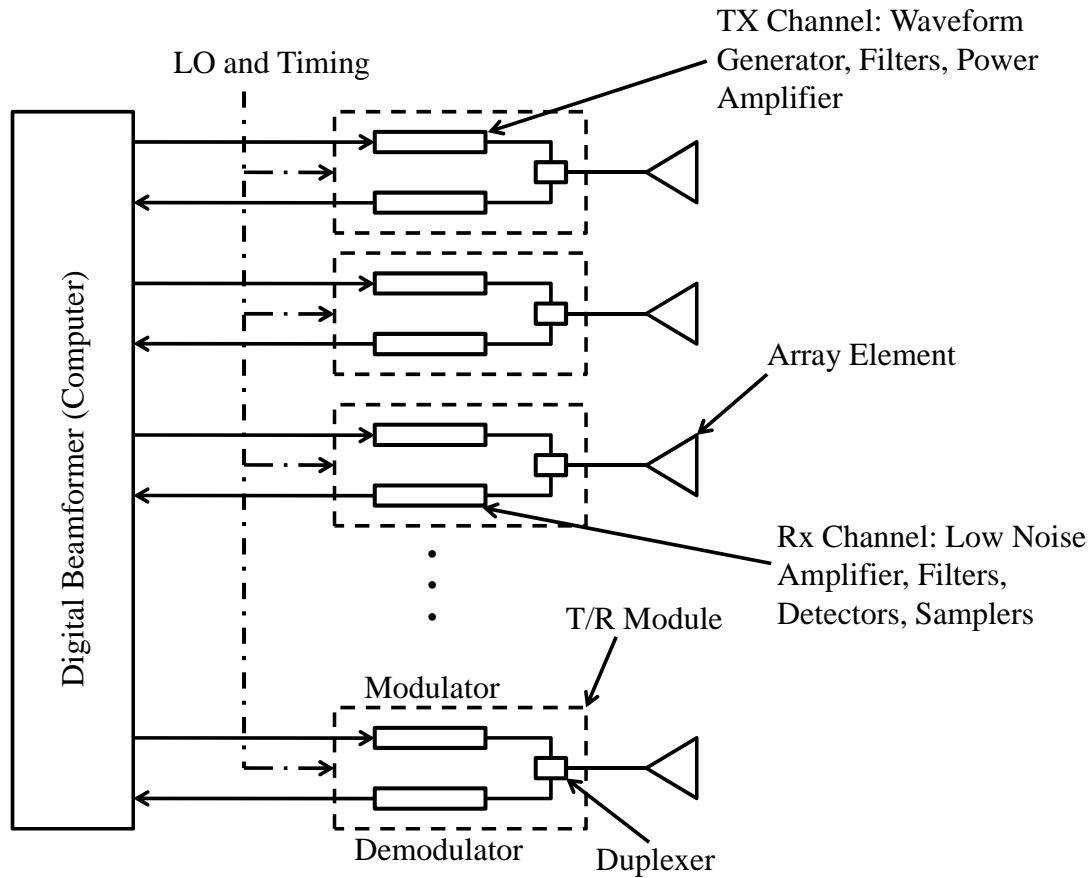 TX Channel: Waveform
Generator, Filters, Power
Amplifier
LO and Timing
Digital Beamformer (Computer)
Array Element
Rx Channel: Low Noise
Amplifier, Filters,
Detectors, Samplers
T/R Module
Modulator
Demodulator
Duplexer